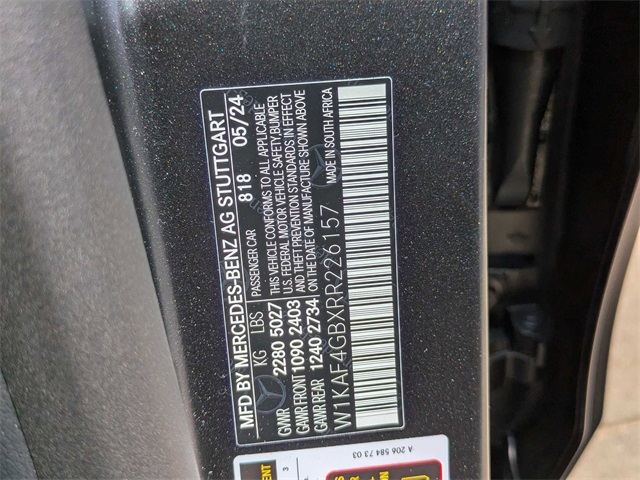 MFD BY MERCEDES-BENZ AG STUTTGART
KG LBS PASSENGER CAR 818 05/24
GVWR 2280 5027
GAWR FRONT 1090 2403
GAWR REAR 1240 2734
THIS VEHICLE CONFORMS TO ALL APPLICABLE
U.S. FEDERAL MOTOR VEHICLE SAFETY, BUMPER
AND THEFT PREVENTION STANDARDS IN EFFECT
ON THE DATE OF MANUFACTURE SHOWN ABOVE
W1KAF4GBXRR226157
MADE IN SOUTH AFRICA
A 206 584 73 03
3